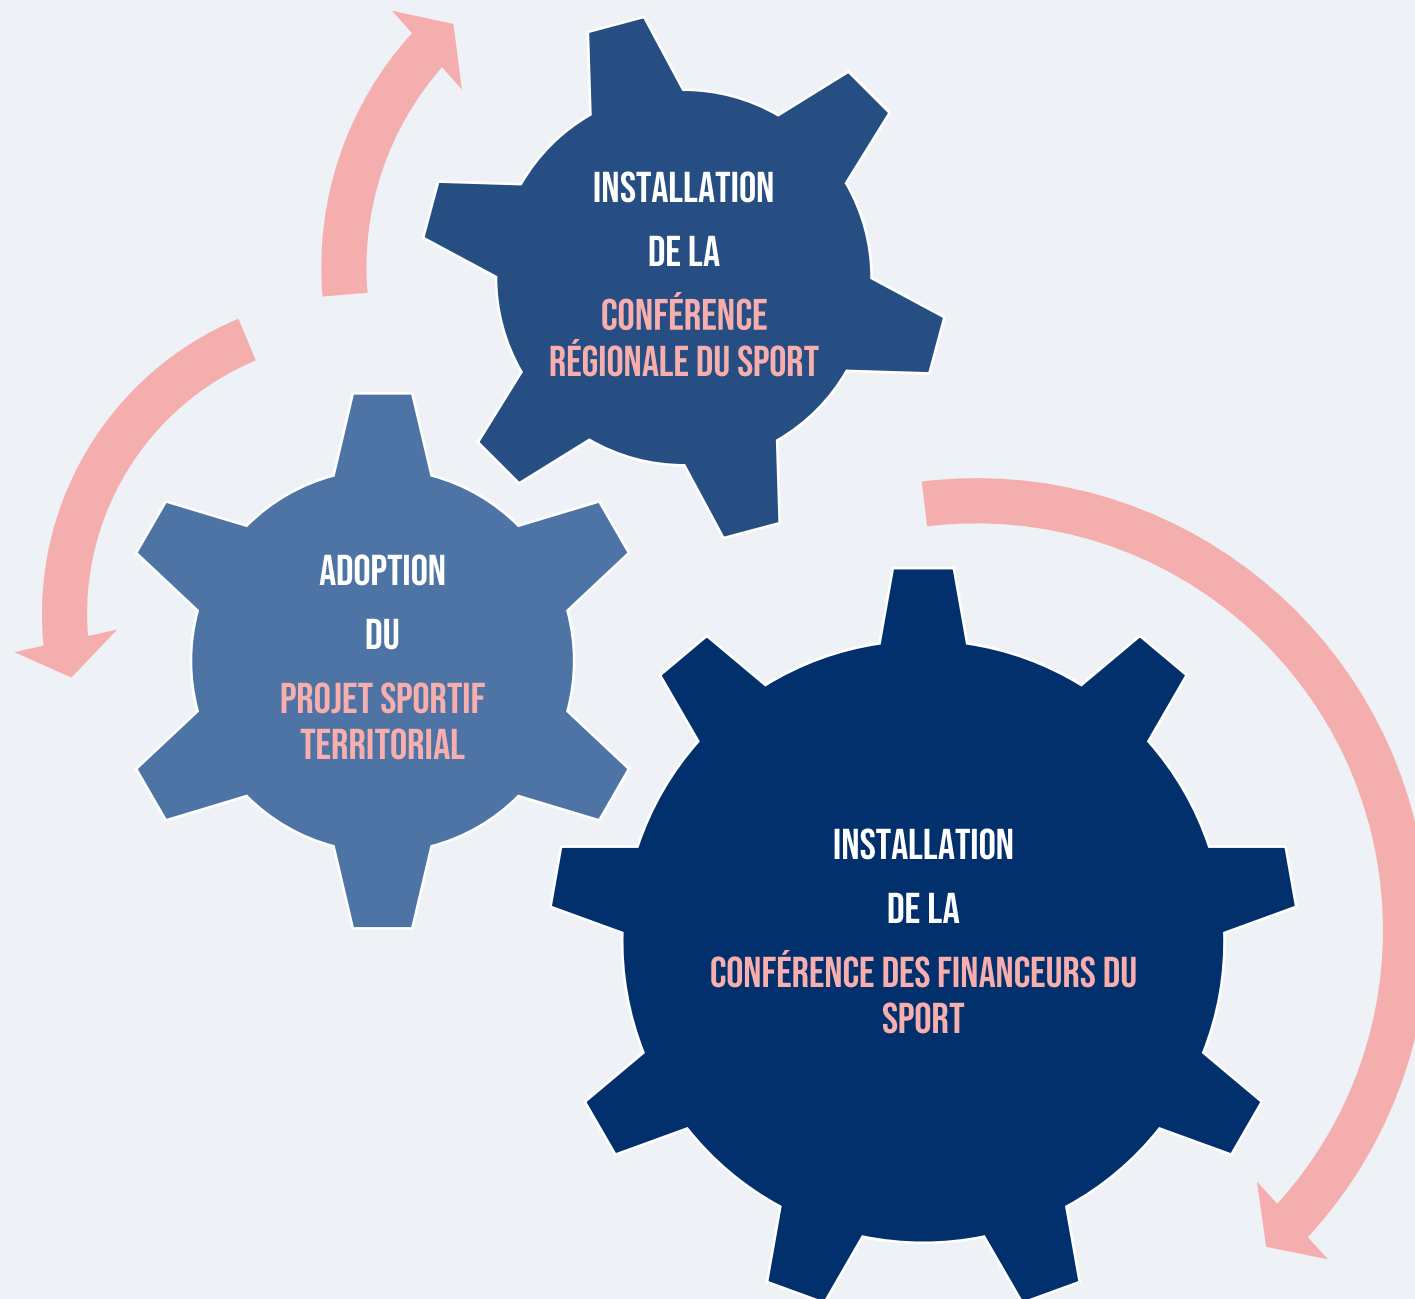 INSTALLATION
DE LA
CONFÉRENCE
RÉGIONALE DU SPORT
ADOPTION
DU
PROJET SPORTIF
TERRITORIAL
INSTALLATION
DE LA
CONFÉRENCE DES FINANCEURS DU
SPORT